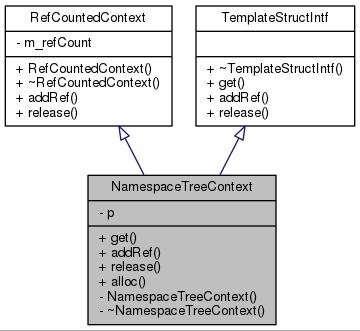 RefCountedContext
- m_refCount
+ RefCountedContext()
+ ~RefCountedContext()
+ addRef()
+ release()
TemplateStructIntf
+ ~TemplateStructIntf()
+ get()
+ addRef()
+ release()
NamespaceTreeContext
- p
+ get()
+ addRef()
+ release()
+ alloc()
- NamespaceTreeContext()
- ~NamespaceTreeContext()